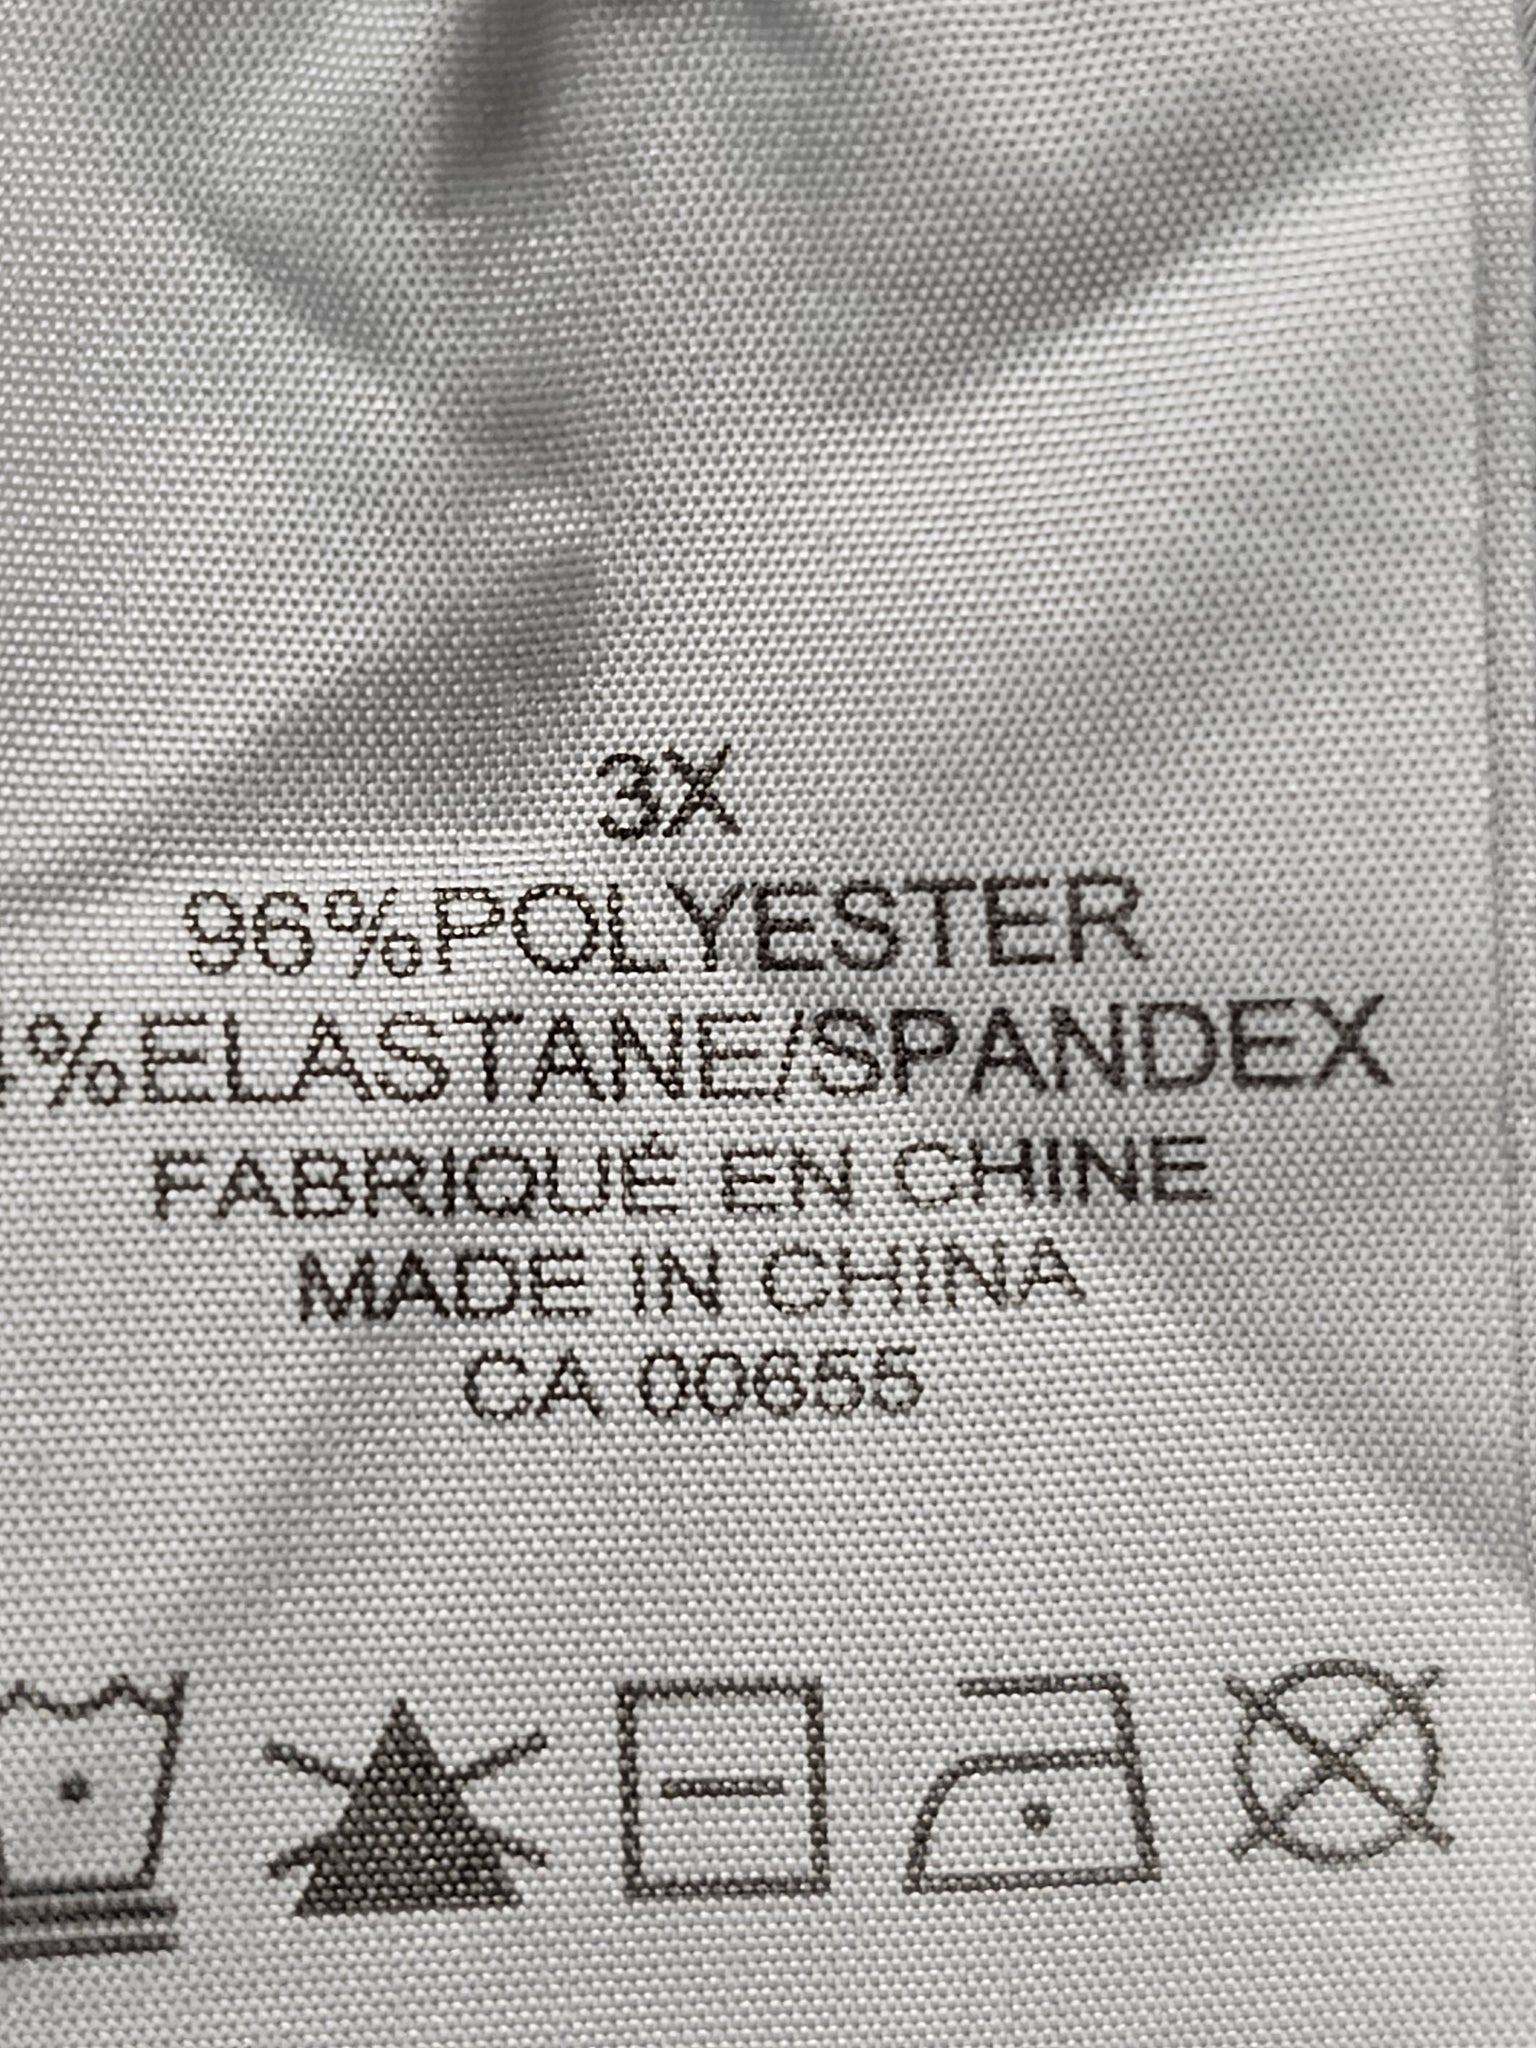 3X
96%POLYESTER
%ELASTANE/SPANDEX
FABRIQUÉ EN CHINE
MADE IN CHINA
CA 00655